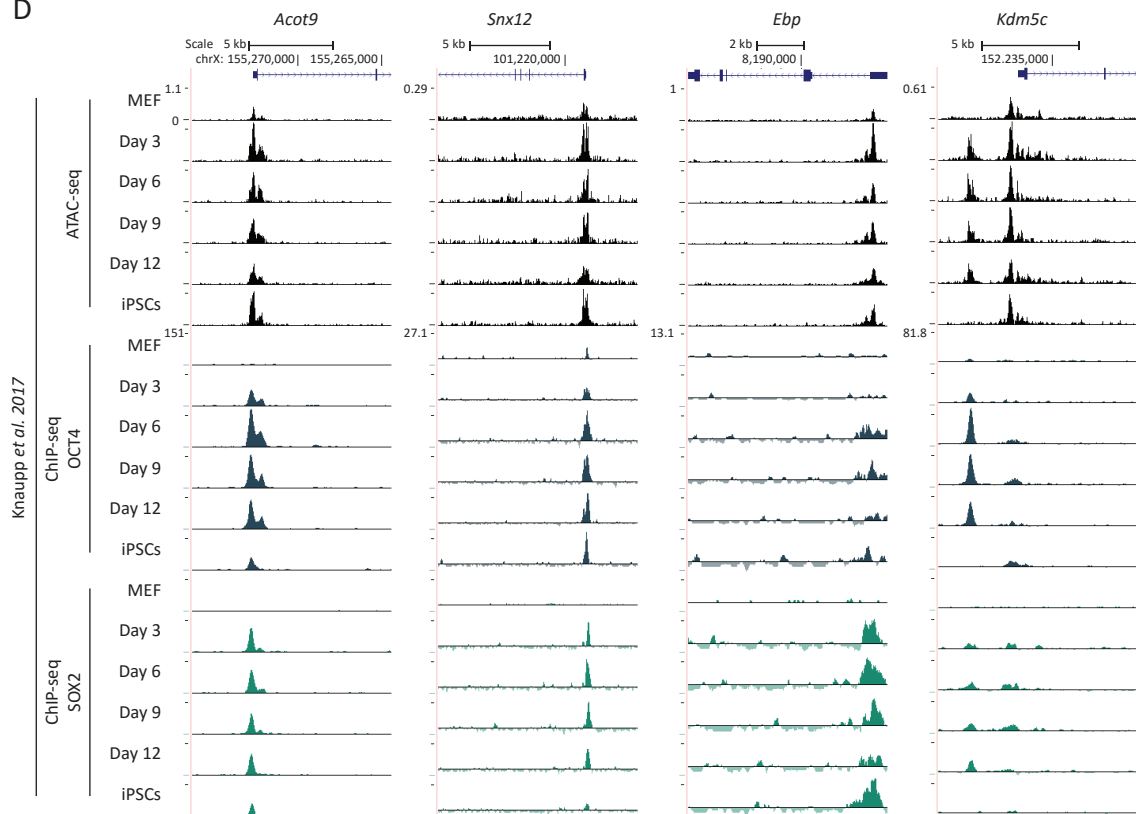 D
Acot9 Snx12 Ebp Kdm5c
Scale 5 kb 5 kb 2 kb 5 kb
chrX: 155,270,000 155,265,000 101,220,000 8,190,000 152.235,000
1.1 0.29 1 0.61
0
Knaupp et al. 2017
ATAC-seq
MEF
Day 3
Day 6
Day 9
Day 12
iPSCs
151 27.1 13.1 81.8
ChIP-seq
OCT4
MEF
Day 3
Day 6
Day 9
Day 12
iPSCs
ChIP-seq
SOX2
MEF
Day 3
Day 6
Day 9
Day 12
iPSCs